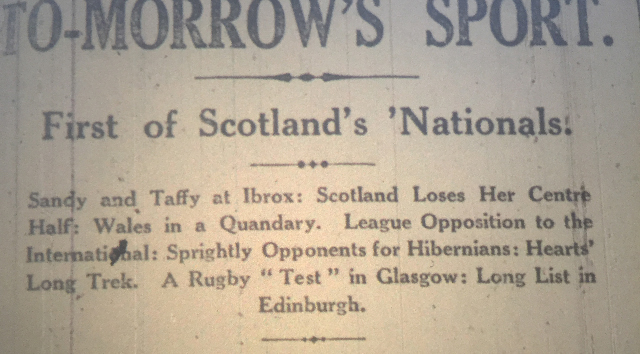 TO-MORROW'S SPORT.
First of Scotland's 'Nationals.
Sandy and Taffy at Ibrox: Scotland Loses Her Centre
Half: Wales in a Quandary. League Opposition to the
International: Sprightly Opponents for Hibernians: Hearts'
Long Trek. A Rugby "Test" in Glasgow: Long List in
Edinburgh.